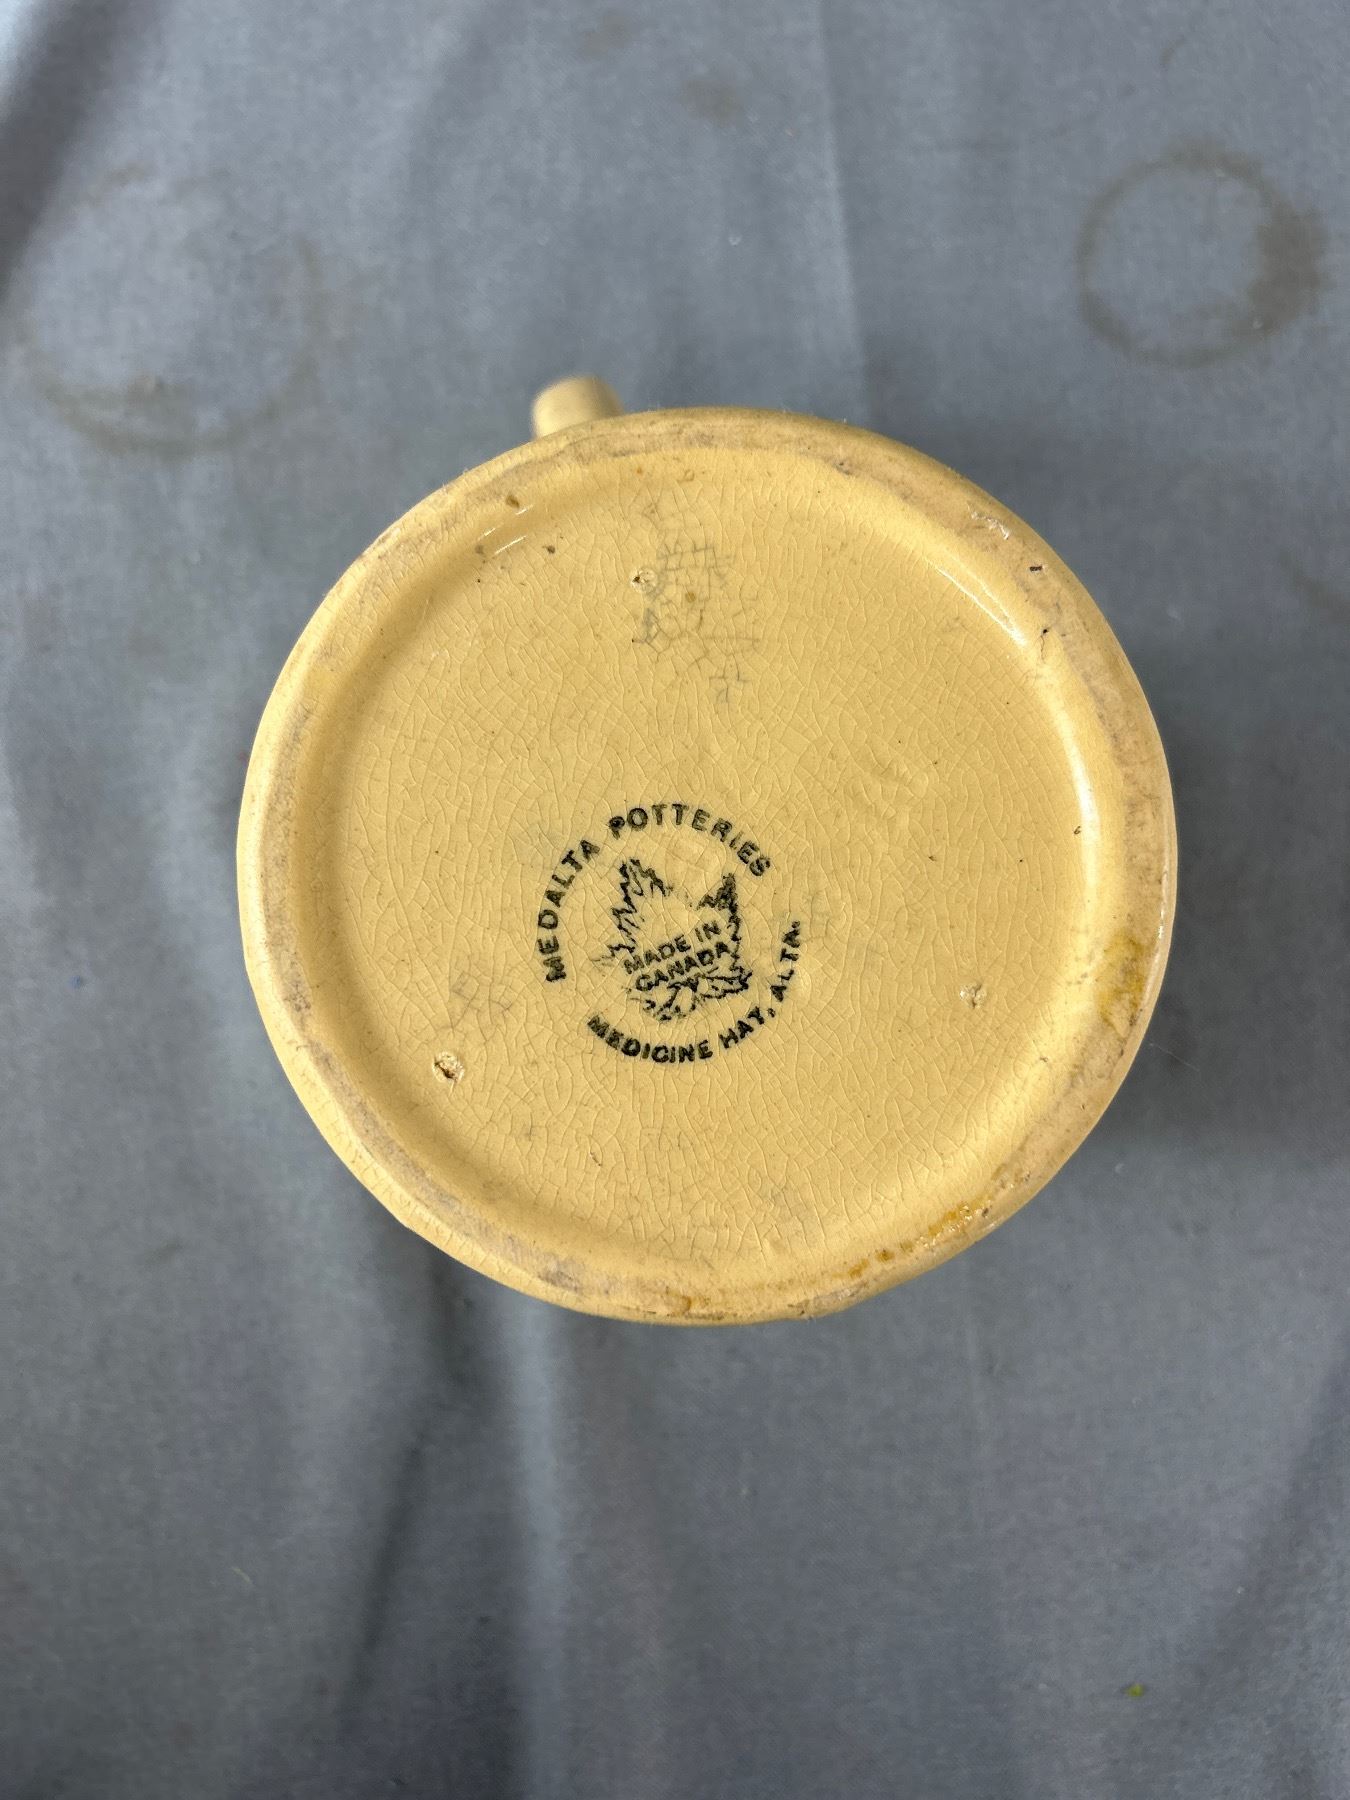 MEDALTA POTTERIES
MADE IN
CANADA
MEDICINE HAT, ALTA.